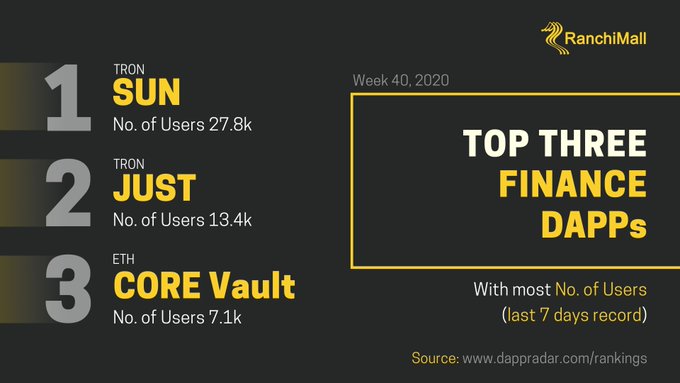 RanchiMall
1
TRON
SUN
No. of Users 27.8k
2
TRON
JUST
No. of Users 13.4k
3
ETH
CORE Vault
No. of Users 7.1k
Week 40, 2020
TOP THREE
FINANCE
DAPPs
With most No. of Users
(last 7 days record)
Source: www.dappradar.com/rankings